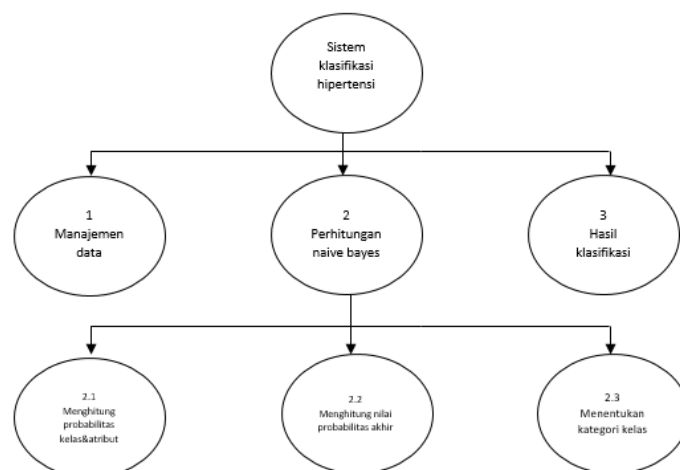 Sistem
klasifikasi
hipertensi
1
Manajemen
data
2
Perhitungan
naive bayes
3
Hasil
klasifikasi
2.1
Menghitung
probabilitas
kelas&atribut
2.2
Menghitung nilai
probabilitas akhir
2.3
Menentukan
kategori kelas